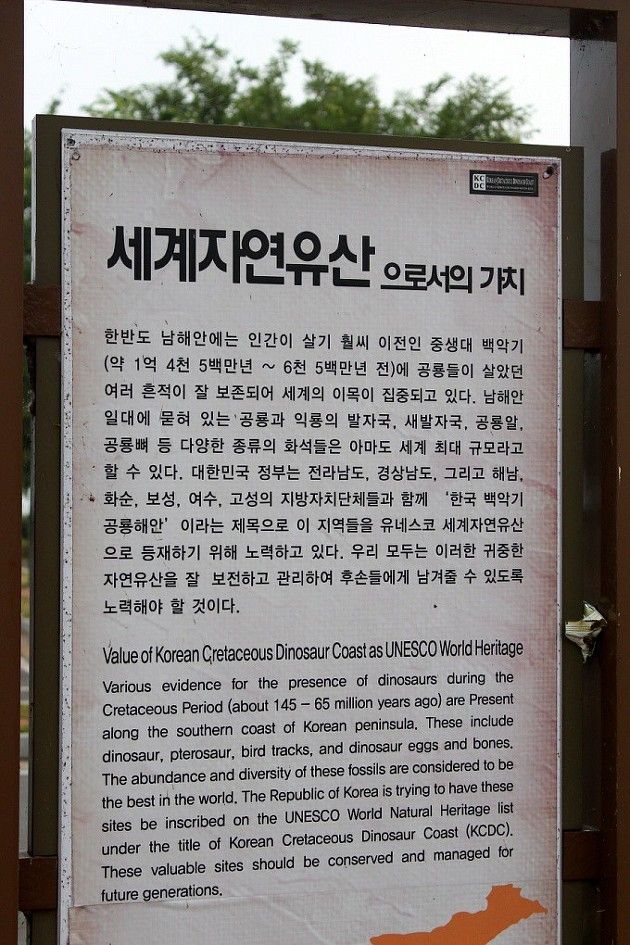 KC
DC
KOREAN CRETACEOUS DINOSAUR COAST
세계자연유산 으로서의 가치
한반도 남해안에는 인간이 살기 훨씨 이전인 중생대 백악기
(약 1억 4천 5백만년 ～ 6천 5백만년 전)에 공룡들이 살았던
여러 흔적이 잘 보존되어 세계의 이목이 집중되고 있다. 남해안
일대에 묻혀 있는 공룡과 익룡의 발자국, 새발자국, 공룡알,
공룡뼈 등 다양한 종류의 화석들은 아마도 세계 최대 규모라고
할 수 있다. 대한민국 정부는 전라남도, 경상남도, 그리고 해남,
화순, 보성, 여수, 고성의 지방자치단체들과 함께 ‘한국 백악기
공룡해안’ 이라는 제목으로 이 지역들을 유네스코 세계자연유산
으로 등재하기 위해 노력하고 있다. 우리 모두는 이러한 귀중한
자연유산을 잘 보전하고 관리하여 후손들에게 남겨줄 수 있도록
노력해야 할 것이다.
Value of Korean Cretaceous Dinosaur Coast as UNESCO World Heritage
Various evidence for the presence of dinosaurs during the
Cretaceous Period (about 145 – 65 million years ago) are Present
along the southern coast of Korean peninsula. These include
dinosaur, pterosaur, bird tracks, and dinosaur eggs and bones.
The abundance and diversity of these fossils are considered to be
the best in the world. The Republic of Korea is trying to have these
sites be inscribed on the UNESCO World Natural Heritage list
under the title of Korean Cretaceous Dinosaur Coast (KCDC).
These valuable sites should be conserved and managed for
future generations.